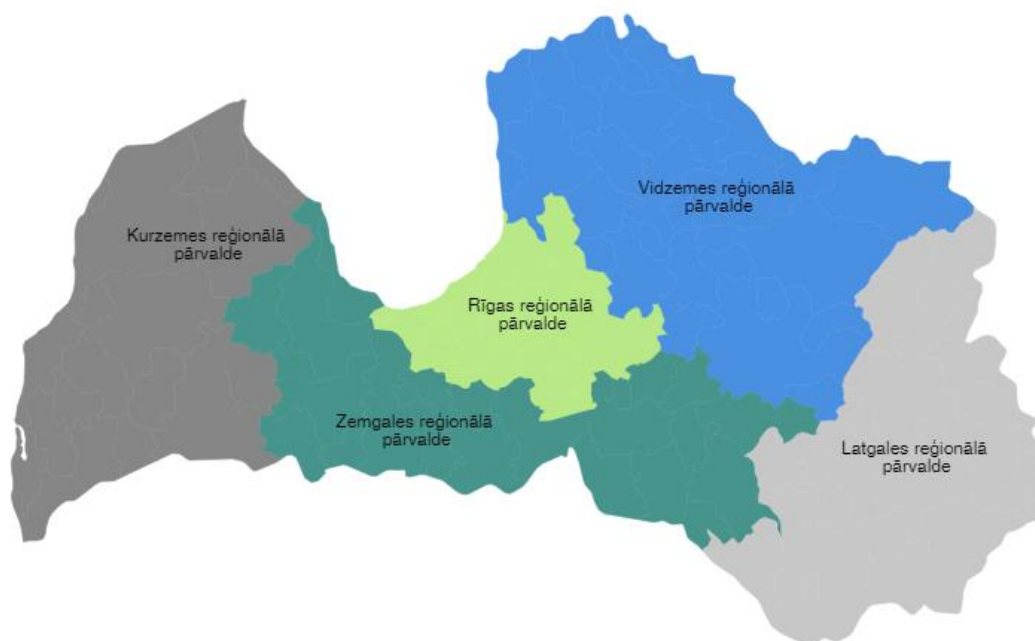 Vidzemes reģionālā
pārvalde
Kurzemes reģionālā
pārvalde
Rīgas reģionālā
pārvalde
Zemgales reģionālā
pārvalde
Latgales reģionālā
pārvalde